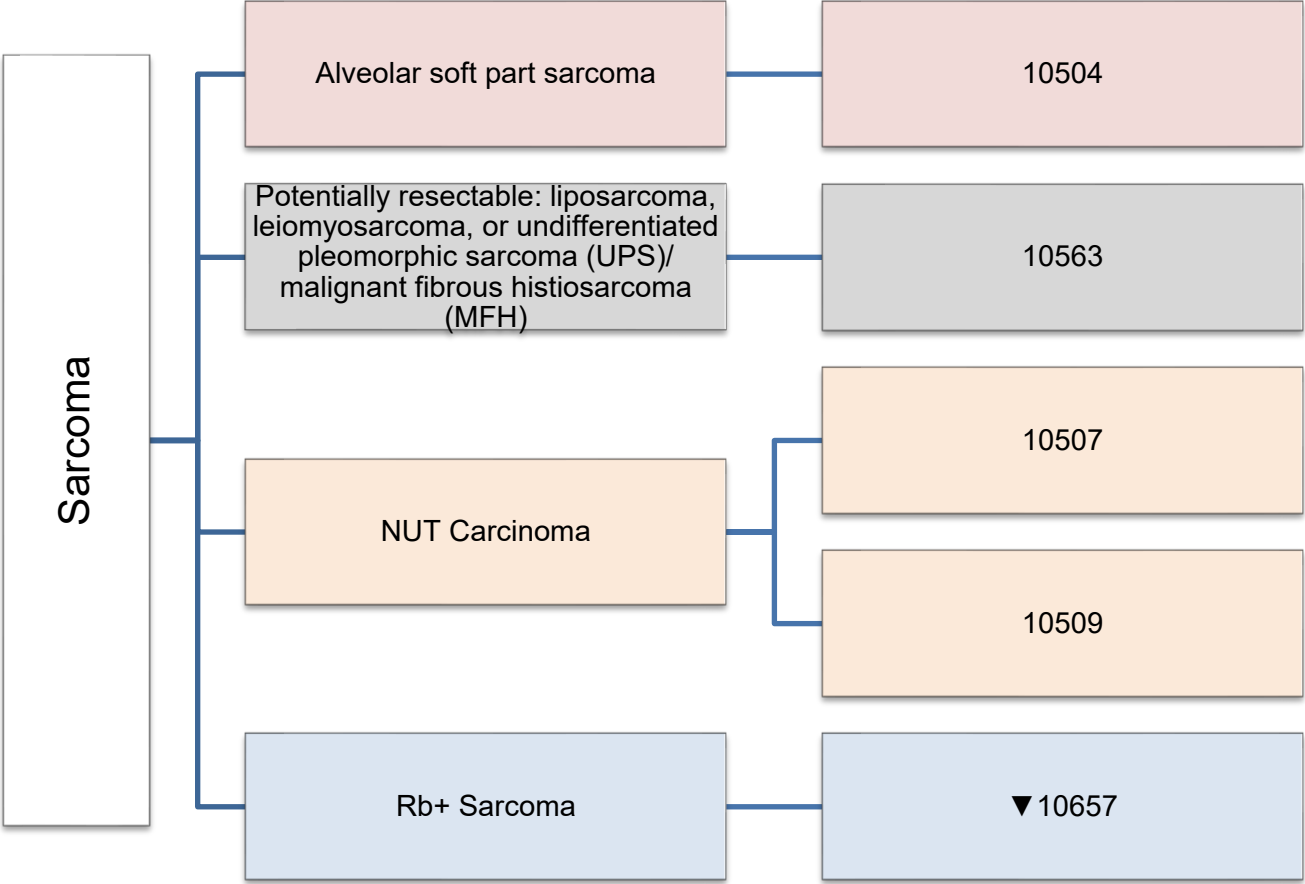 Sarcoma
Alveolar soft part sarcoma
10504
Potentially resectable: liposarcoma,
leiomyosarcoma, or undifferentiated
pleomorphic sarcoma (UPS)/
malignant fibrous histiosarcoma
(MFH)
10563
NUT Carcinoma
10507
10509
Rb+ Sarcoma
▼10657